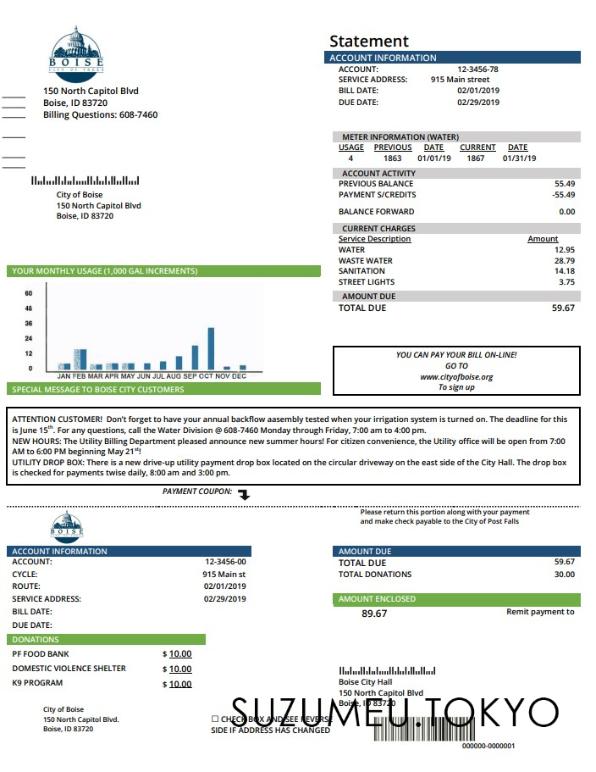 BOISE
CITY OF TREES
150 North Capitol Blvd
Boise, ID 83720
Billing Questions: 608-7460
City of Boise
150 North Capitol Blvd
Boise, ID 83720
Statement
ACCOUNT INFORMATION
ACCOUNT: 12-3456-78
SERVICE ADDRESS: 915 Main street
BILL DATE: 02/01/2019
DUE DATE: 02/29/2019
METER INFORMATION (WATER)
USAGE PREVIOUS DATE CURRENT DATE
4 1863 01/01/19 1867 01/31/19
ACCOUNT ACTIVITY
PREVIOUS BALANCE 55.49
PAYMENT S/CREDITS -55.49
BALANCE FORWARD 0.00
CURRENT CHARGES
Service Description Amount
WATER 12.95
WASTE WATER 28.79
SANITATION 14.18
STREET LIGHTS 3.75
AMOUNT DUE
TOTAL DUE 59.67
YOUR MONTHLY USAGE (1,000 GAL INCREMENTS)
60
48
36
24
12
0
JAN FEB MAR APR MAY JUN JUL AUG SEP OCT NOV DEC
YOU CAN PAY YOUR BILL ON-LINE!
GO TO
www.cityofboise.org
To sign up
SPECIAL MESSAGE TO BOISE CITY CUSTOMERS
ATTENTION CUSTOMER! Don't forget to have your annual backflow aasembly tested when your irrigation system is turned on. The deadline for this
is June 15th. For any questions, call the Water Division @ 608-7460 Monday through Friday, 7:00 am to 4:00 pm.
NEW HOURS: The Utility Billing Department pleased announce new summer hours! For citizen convenience, the Utility office will be open from 7:00
AM to 6:00 PM beginning May 21st!
UTILITY DROP BOX: There is a new drive-up utility payment drop box located on the circular driveway on the east side of the City Hall. The drop box
is checked for payments twise daily, 8:00 am and 3:00 pm.
PAYMENT COUPON:
Please return this portion along with your payment
and make check payable to the City of Post Falls
BOISE
ACCOUNT INFORMATION
ACCOUNT: 12-3456-00
CYCLE: 915 Main st
ROUTE: 02/01/2019
SERVICE ADDRESS: 02/29/2019
BILL DATE:
DUE DATE:
DONATIONS
PF FOOD BANK $ 10.00
DOMESTIC VIOLENCE SHELTER $ 10.00
K9 PROGRAM $ 10.00
AMOUNT DUE
TOTAL DUE 59.67
TOTAL DONATIONS 30.00
AMOUNT ENCLOSED
89.67 Remit payment to
Boise City Hall
150 North Capitol Blvd
Boise, ID 83720
City of Boise
150 North Capitol Blvd.
Boise, ID 83720
☐ CHECK BOX AND SEE REVERSE
SIDE IF ADDRESS HAS CHANGED
SUZUMEU.TOKYO
000000-0000001